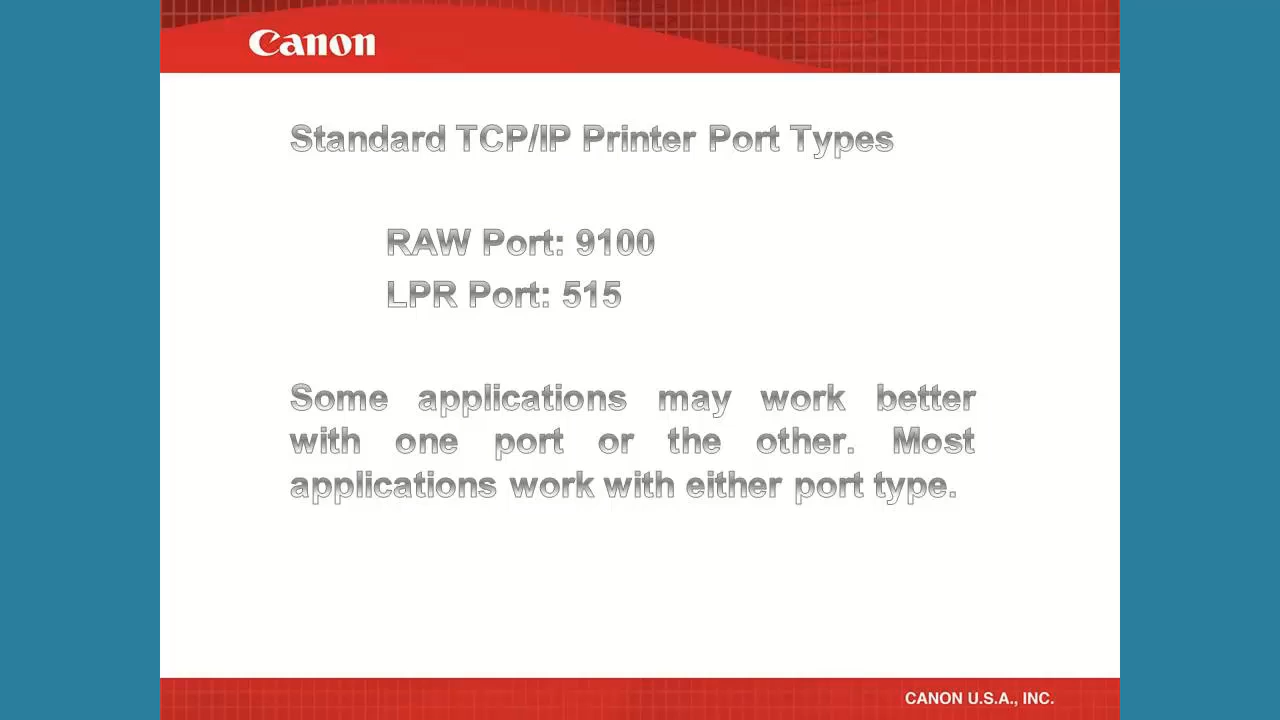 Canon
Standard TCP/IP Printer Port Types
RAW Port: 9100
LPR Port: 515
Some applications may work better
with one port or the other. Most
applications work with either port type.
CANON U.S.A., INC.